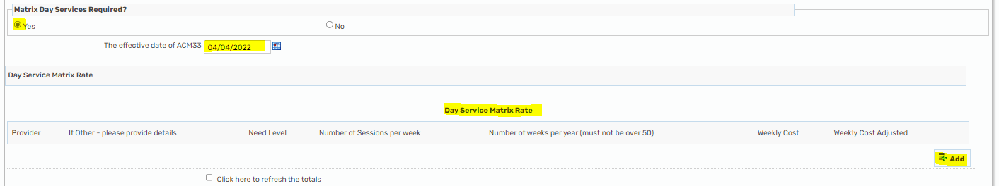 Matrix Day Services Required?
Yes No
The effective date of ACM33 04/04/2022
Day Service Matrix Rate
Day Service Matrix Rate
Provider If Other - please provide details Need Level Number of Sessions per week Number of weeks per year (must not be over 50) Weekly Cost Weekly Cost Adjusted
Add
Click here to refresh the totals